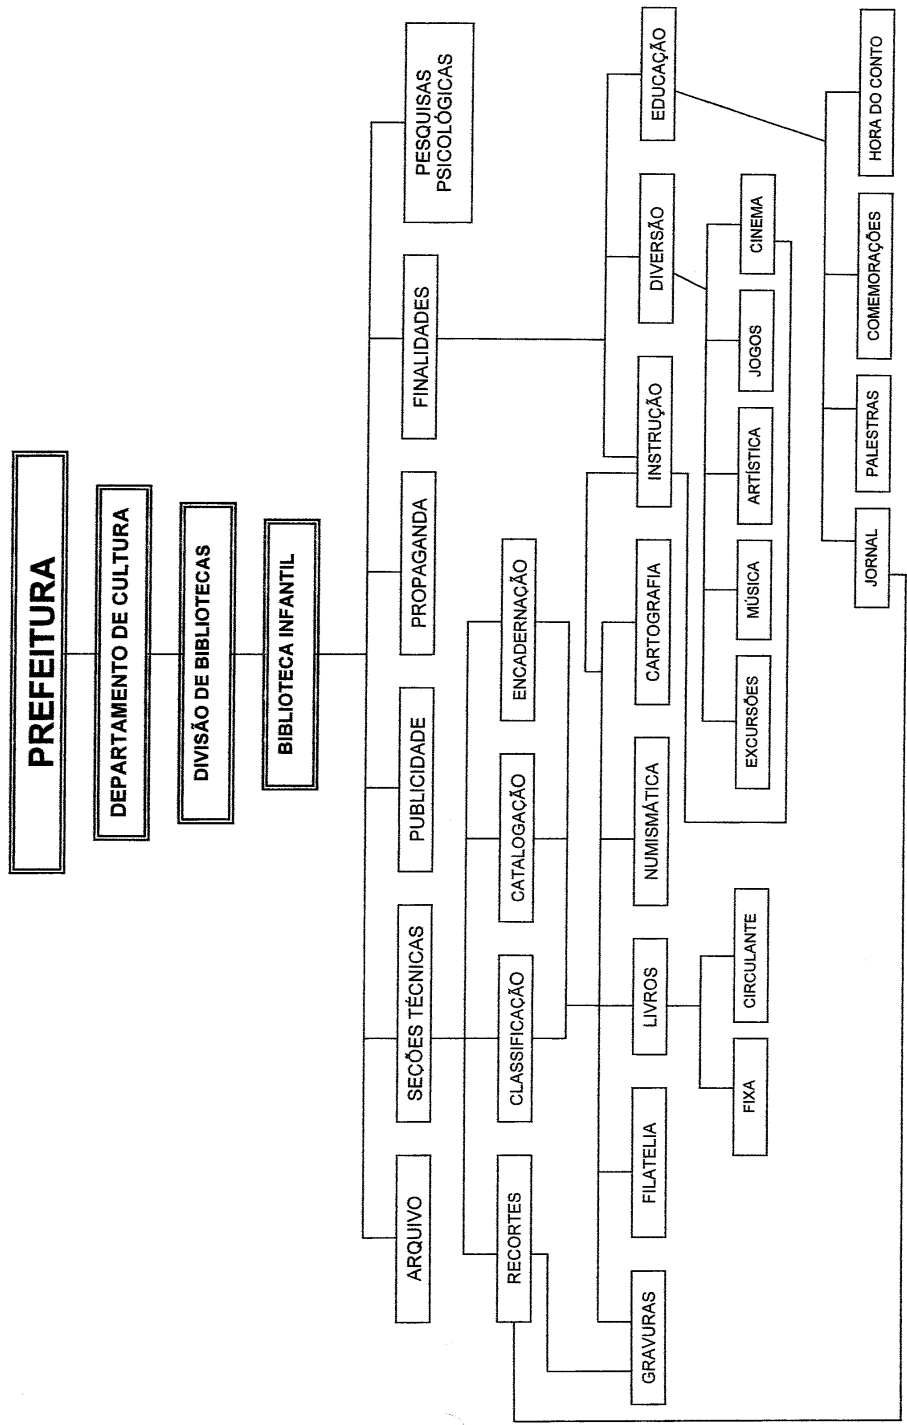 PREFEITURA
DEPARTAMENTO DE CULTURA
DIVISÃO DE BIBLIOTECAS
BIBLIOTECA INFANTIL
ARQUIVO
SEÇÕES TÉCNICAS
PUBLICIDADE
PROPAGANDA
FINALIDADES
PESQUISAS
PSICOLÓGICAS
RECORTES
CLASSIFICAÇÃO
CATALOGAÇÃO
ENCADERNAÇÃO
GRAVURAS
FILATELIA
LIVROS
NUMISMÁTICA
CARTOGRAFIA
INSTRUÇÃO
DIVERSÃO
EDUCAÇÃO
FIXA
CIRCULANTE
EXCURSÕES
MÚSICA
ARTÍSTICA
JOGOS
CINEMA
JORNAL
PALESTRAS
COMEMORAÇÕES
HORA DO CONTO